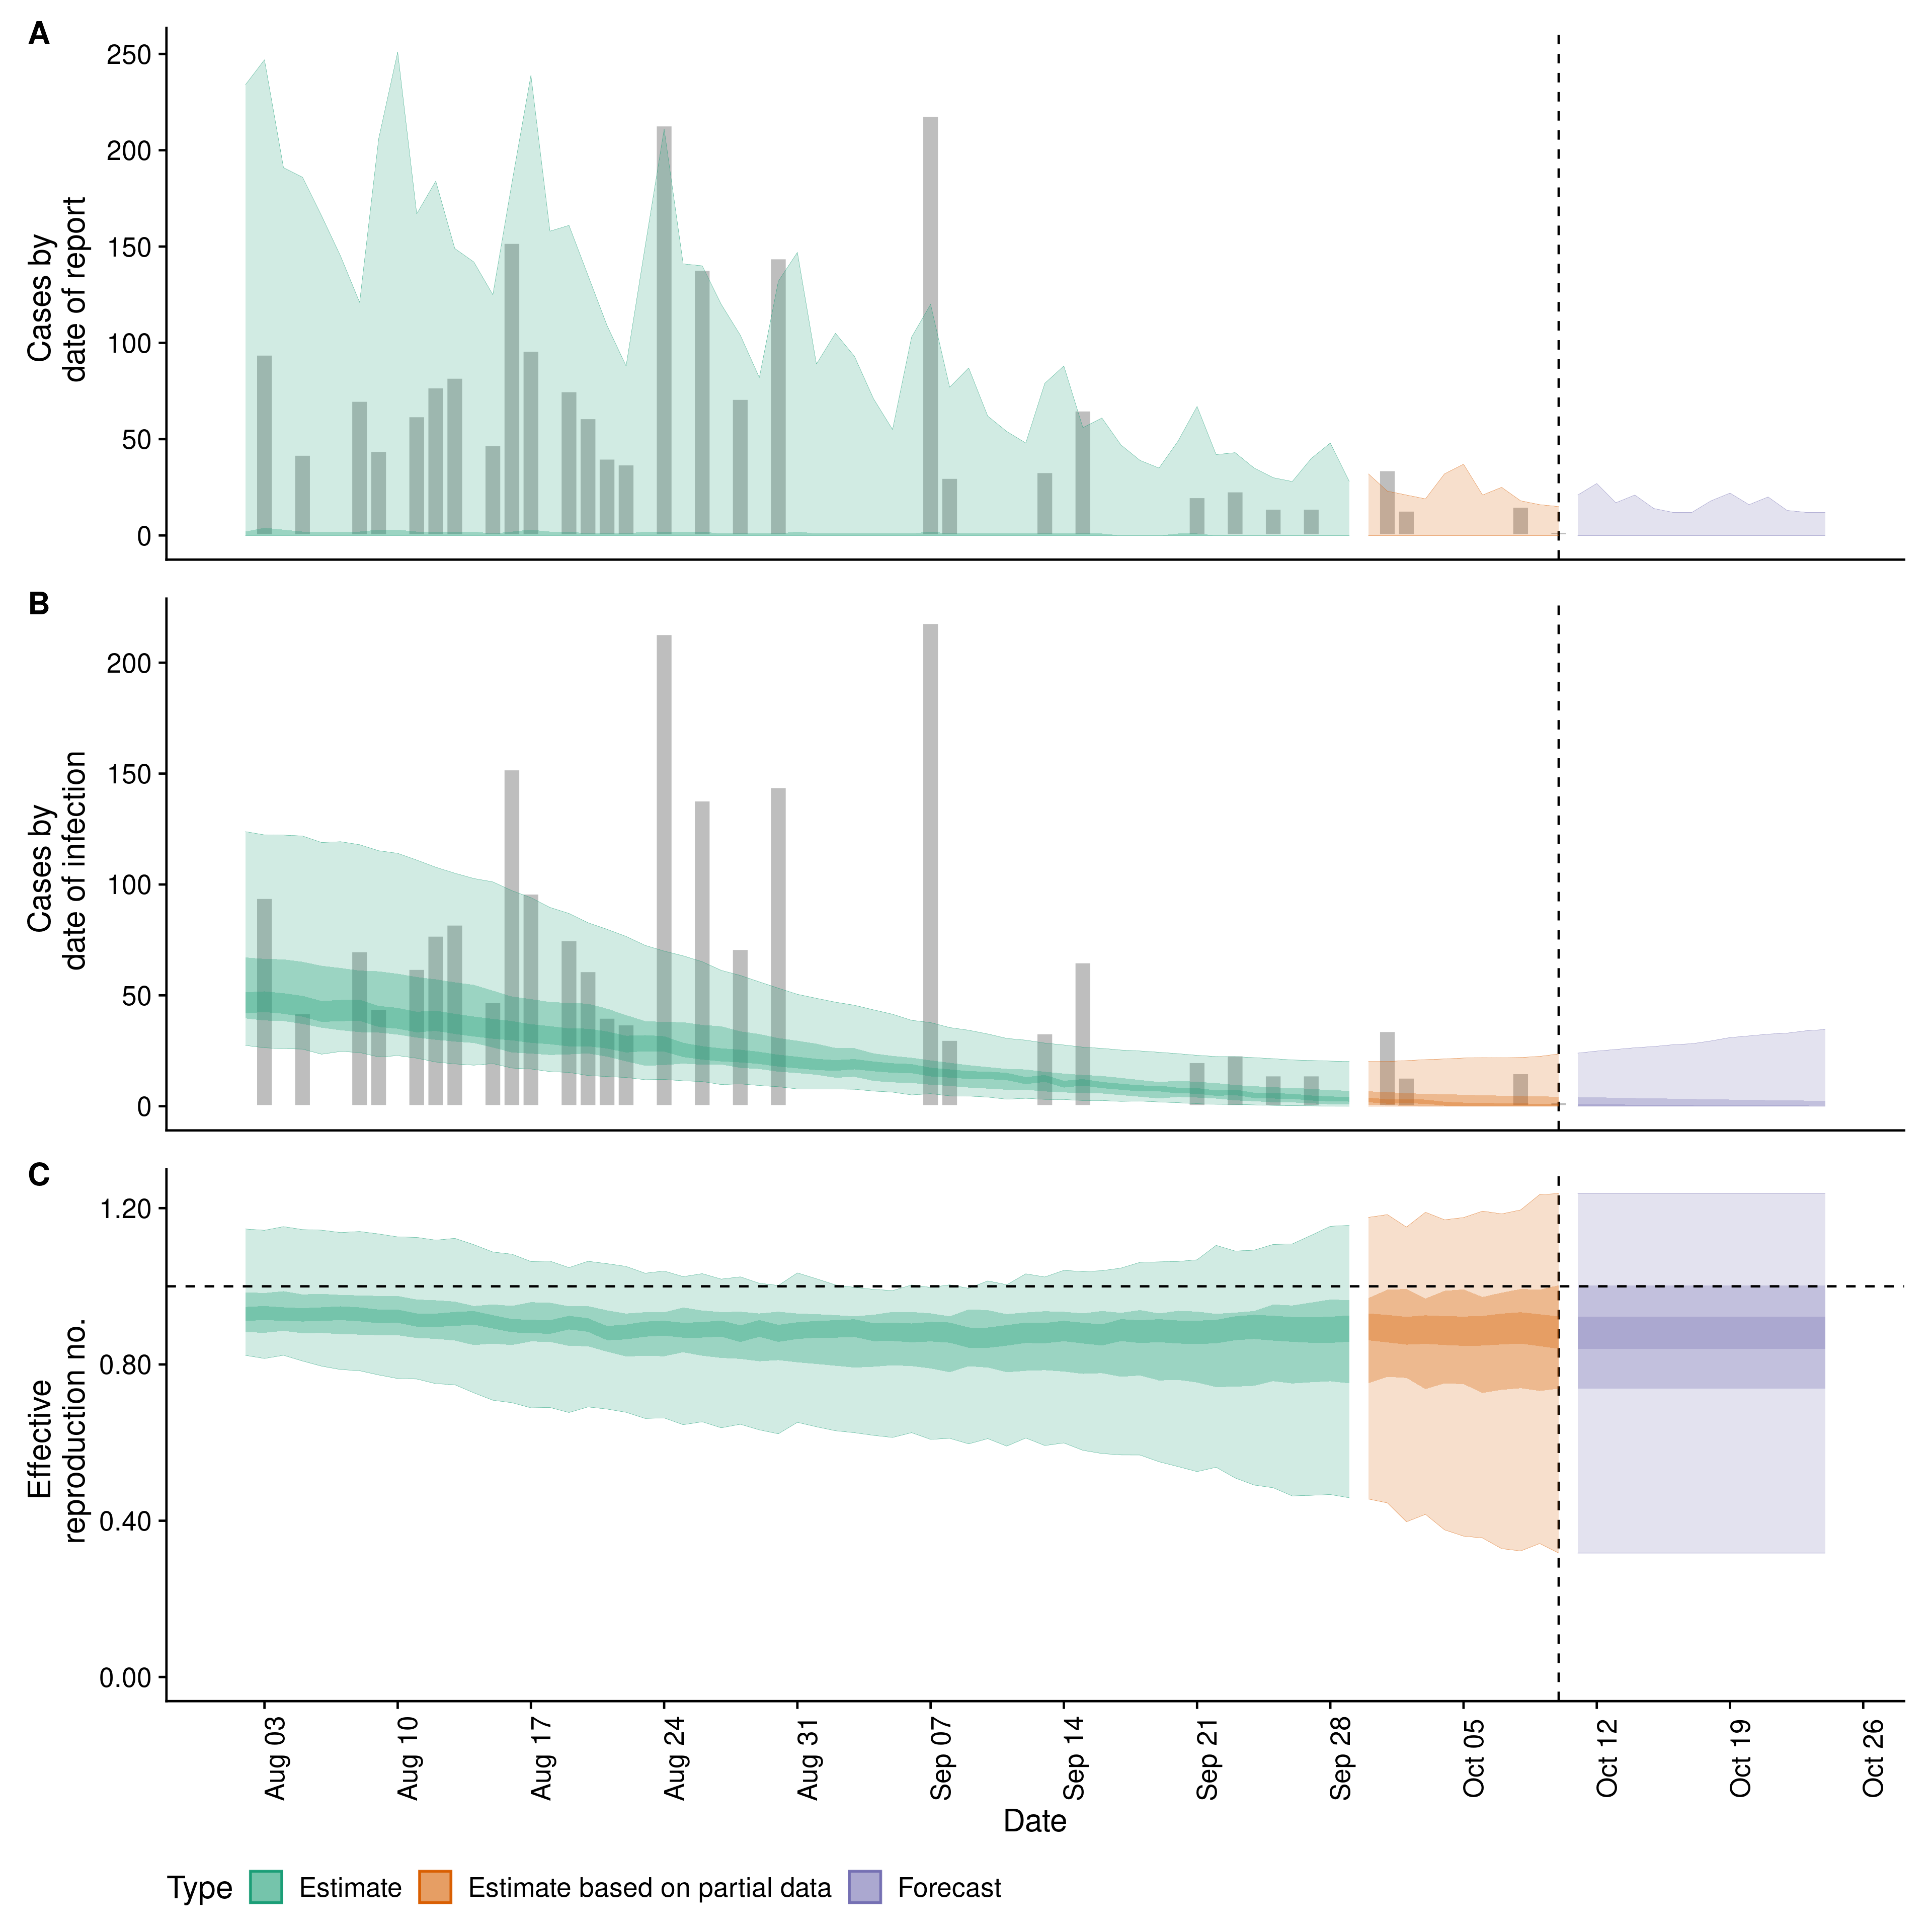 A
250
200
150
100
50
0
Cases by
date of report
B
200
150
100
50
0
Cases by
date of infection
C
1.20
0.80
0.40
0.00
Effective
reproduction no.
Aug 03
Aug 10
Aug 17
Aug 24
Aug 31
Sep 07
Sep 14
Sep 21
Sep 28
Oct 05
Oct 12
Oct 19
Oct 26
Date
Type Estimate Estimate based on partial data Forecast